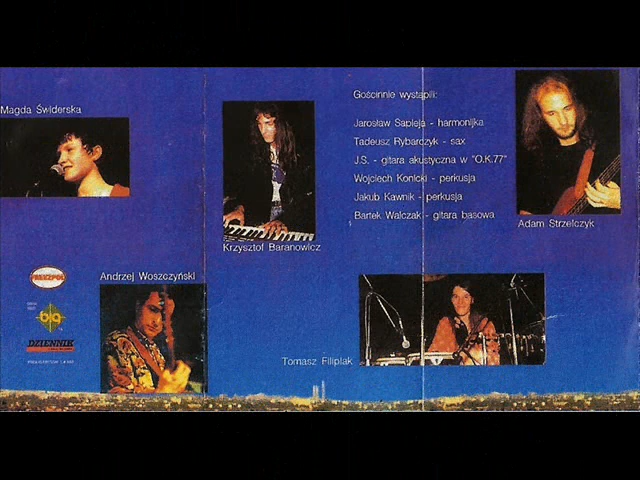 Magda Świderska
Gościnnie wystąpili:
Jarosław Sapieja - harmonijka
Tadeusz Rybarczyk - sax
J.S. - gitara akustyczna w "O.K.77"
Wojciech Konicki - perkusja
Jakub Kawnik - perkusja
Bartek Walczak - gitara basowa
Adam Strzelczyk
Krzysztof Baranowicz
Andrzej Woszczyński
Tomasz Filipiak
DZIENNIK